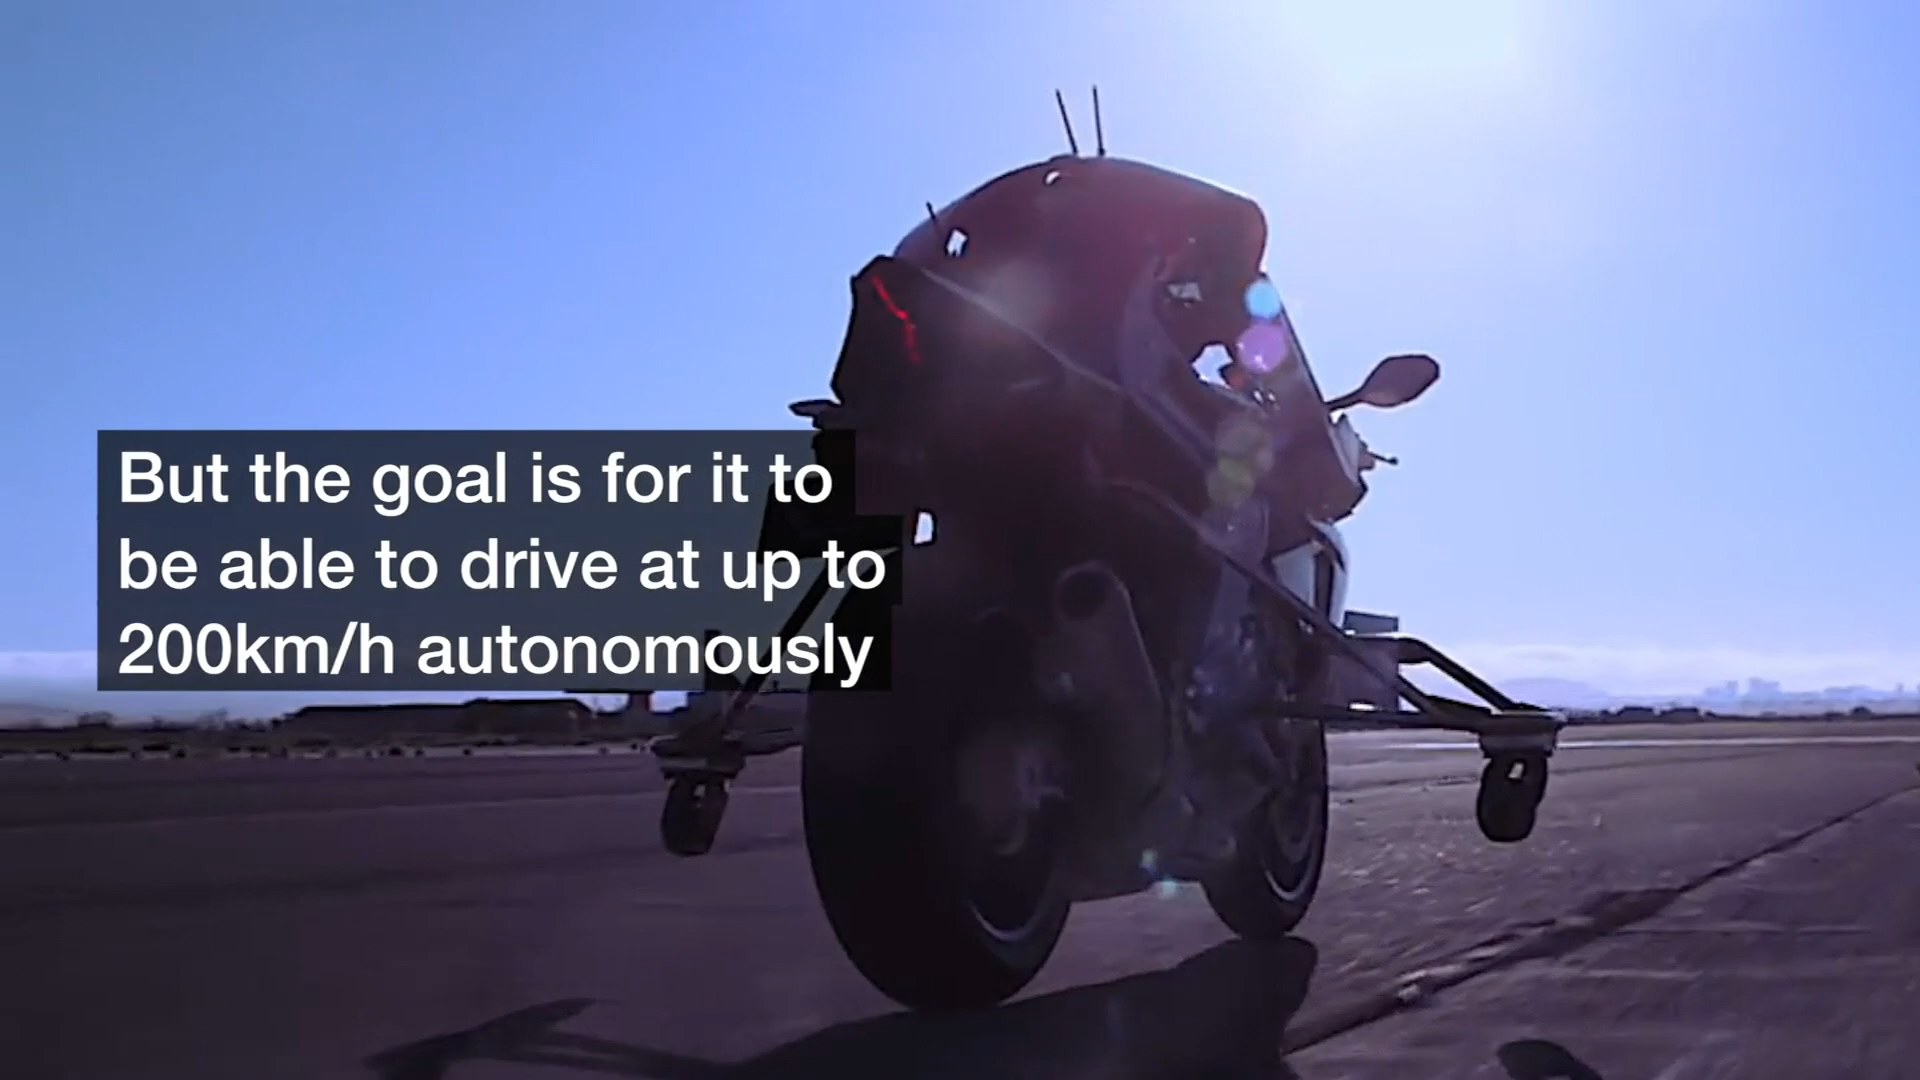 But the goal is for it to
be able to drive at up to
200km/h autonomously